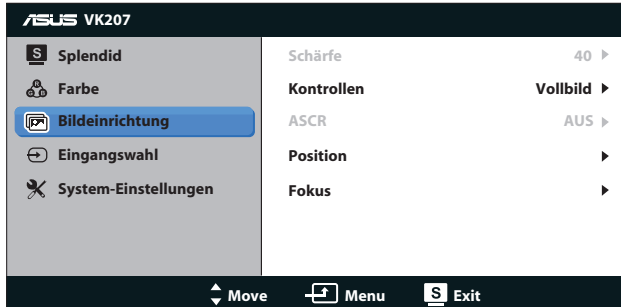 ASUS VK207
S Splendid
Farbe
Bildeinrichtung
Eingangswahl
System-Einstellungen
Schärfe 40
Kontrollen Vollbild
ASCR AUS
Position
Fokus
Move Menu S Exit